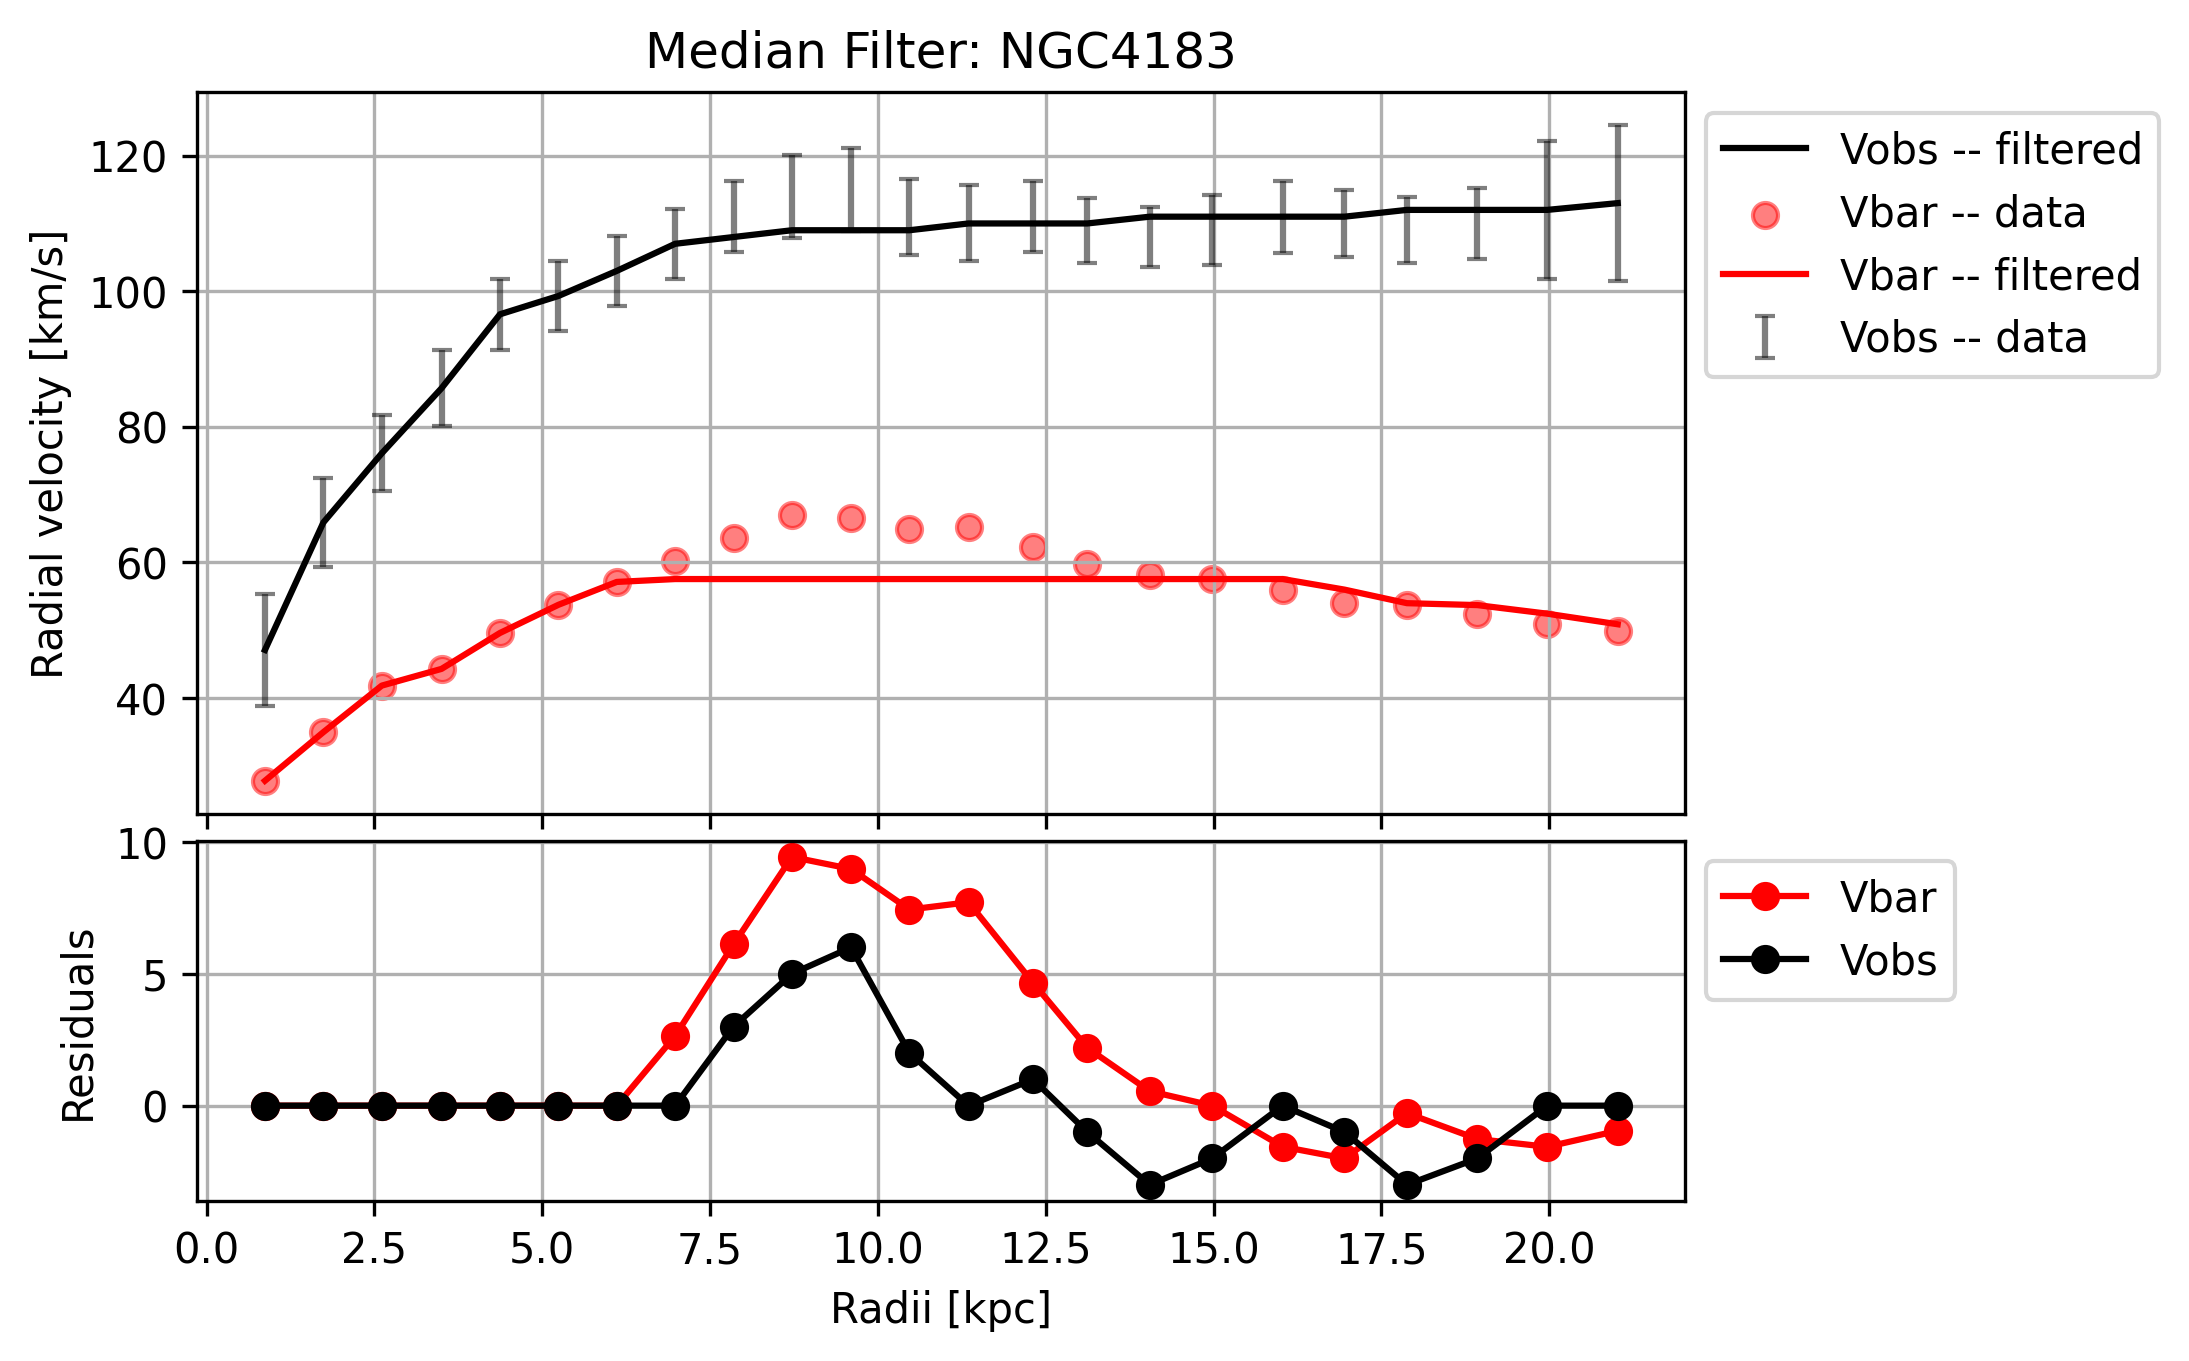 Median Filter: NGC4183
Radial velocity [km/s]
120
100
80
60
40
Vobs -- filtered
Vbar -- data
Vbar -- filtered
Vobs -- data
Residuals
10
5
0
Vbar
Vobs
0.0 2.5 5.0 7.5 10.0 12.5 15.0 17.5 20.0
Radii [kpc]